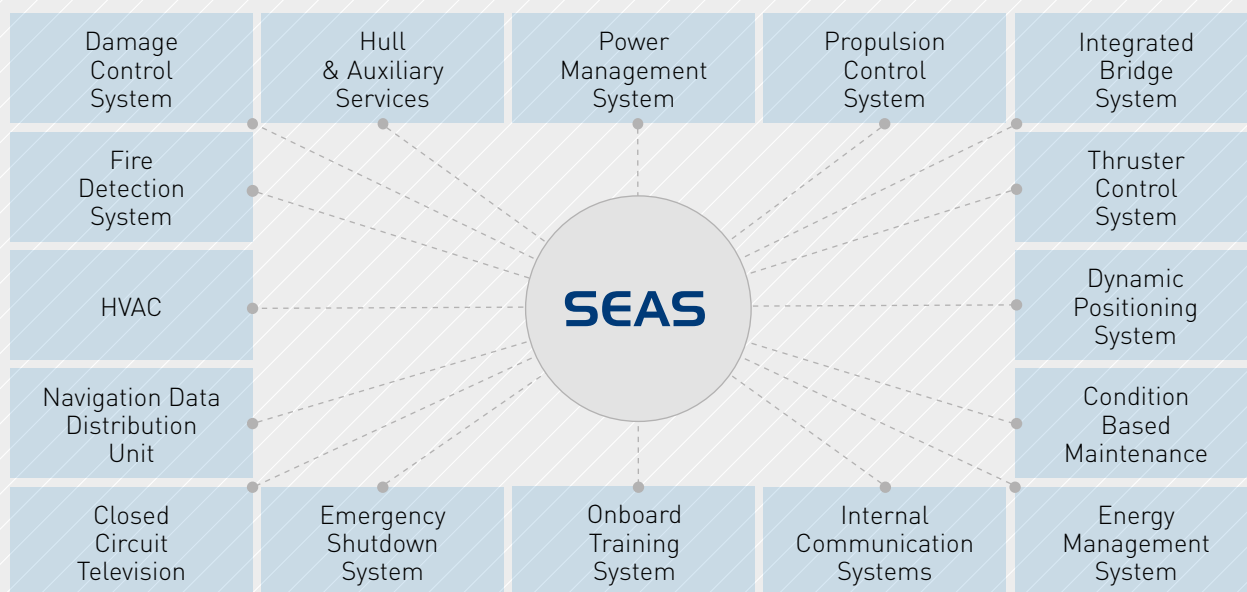 Damage
Control
System
Hull
& Auxiliary
Services
Power
Management
System
Propulsion
Control
System
Integrated
Bridge
System
Fire
Detection
System
Thruster
Control
System
HVAC
SEAS
Dynamic
Positioning
System
Navigation Data
Distribution
Unit
Condition
Based
Maintenance
Closed
Circuit
Television
Emergency
Shutdown
System
Onboard
Training
System
Internal
Communication
Systems
Energy
Management
System